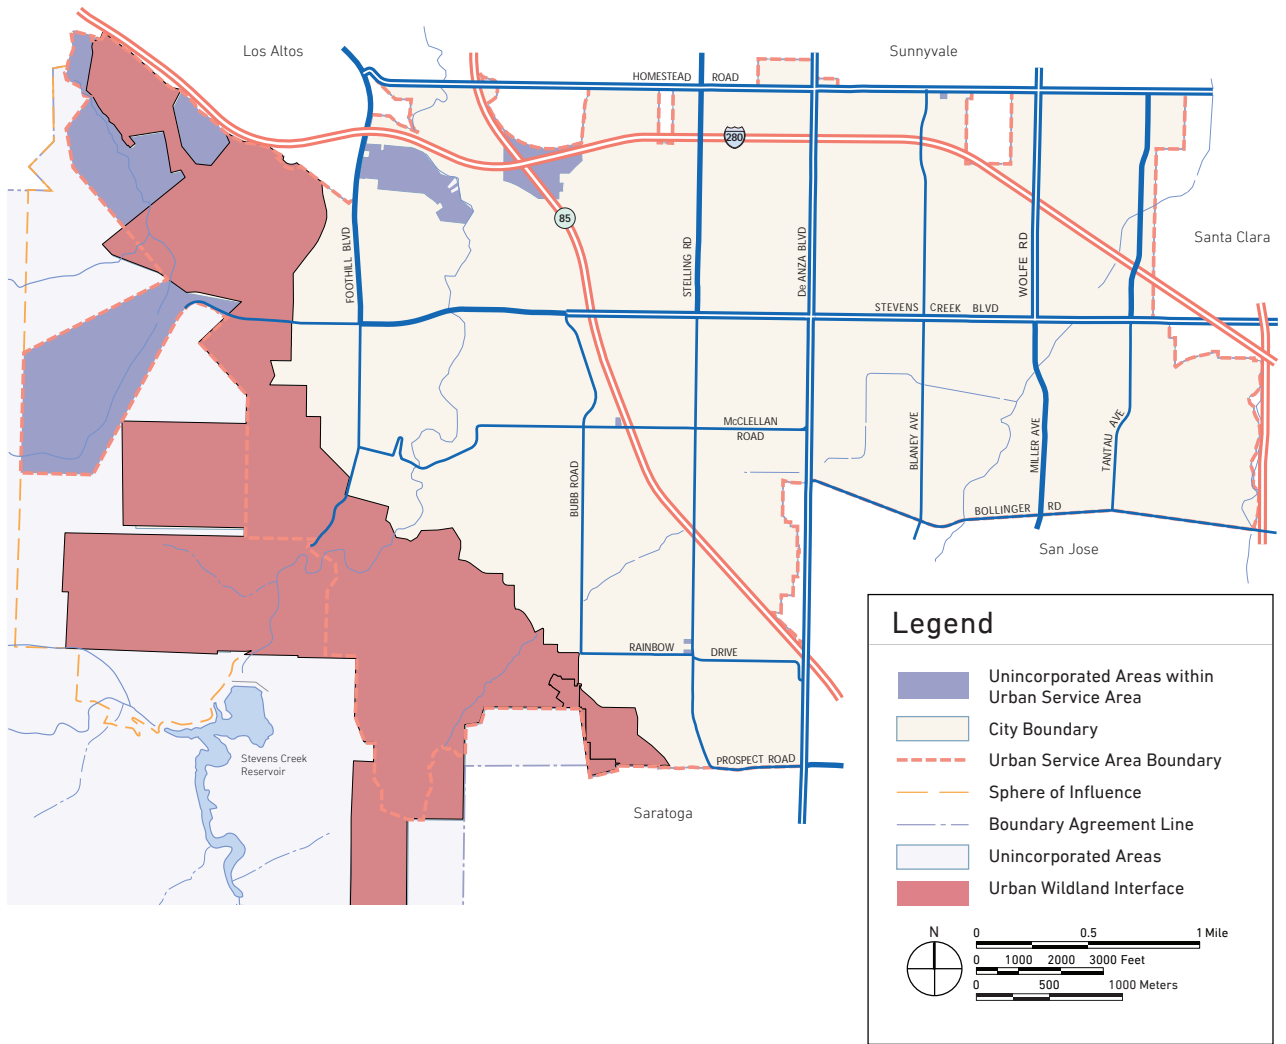 Los Altos
Sunnyvale
HOMESTEAD ROAD
280
85
Santa Clara
FOOTHILL BLVD
STELLING RD
De ANZA BLVD
WOLFE RD
STEVENS CREEK BLVD
McCLELLAN
ROAD
BLANEY AVE
MILLER AVE
TANTAU AVE
BUBB ROAD
BOLLINGER RD
San Jose
RAINBOW DRIVE
PROSPECT ROAD
Stevens Creek
Reservoir
Saratoga
Legend
Unincorporated Areas within
Urban Service Area
City Boundary
Urban Service Area Boundary
Sphere of Influence
Boundary Agreement Line
Unincorporated Areas
Urban Wildland Interface
N
0 0.5 1 Mile
0 1000 2000 3000 Feet
0 500 1000 Meters